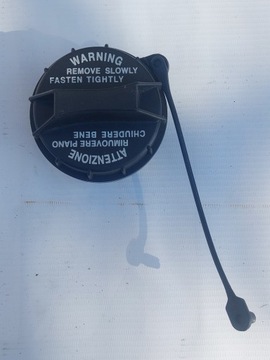 WARNING
REMOVE SLOWLY
FASTEN TIGHTLY
ATTENZIONE
RIMUOVERE PIANO
CHIUDERE BENE